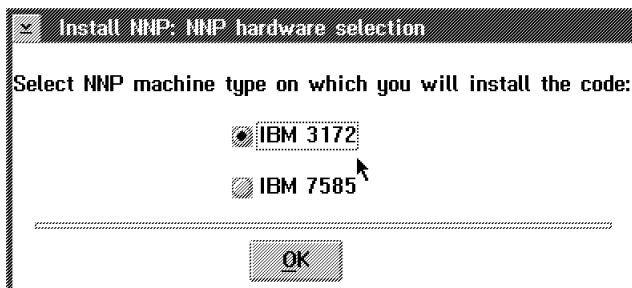 Install NNP: NNP hardware selection
Select NNP machine type on which you will install the code:
IBM 3172
IBM 7585
OK